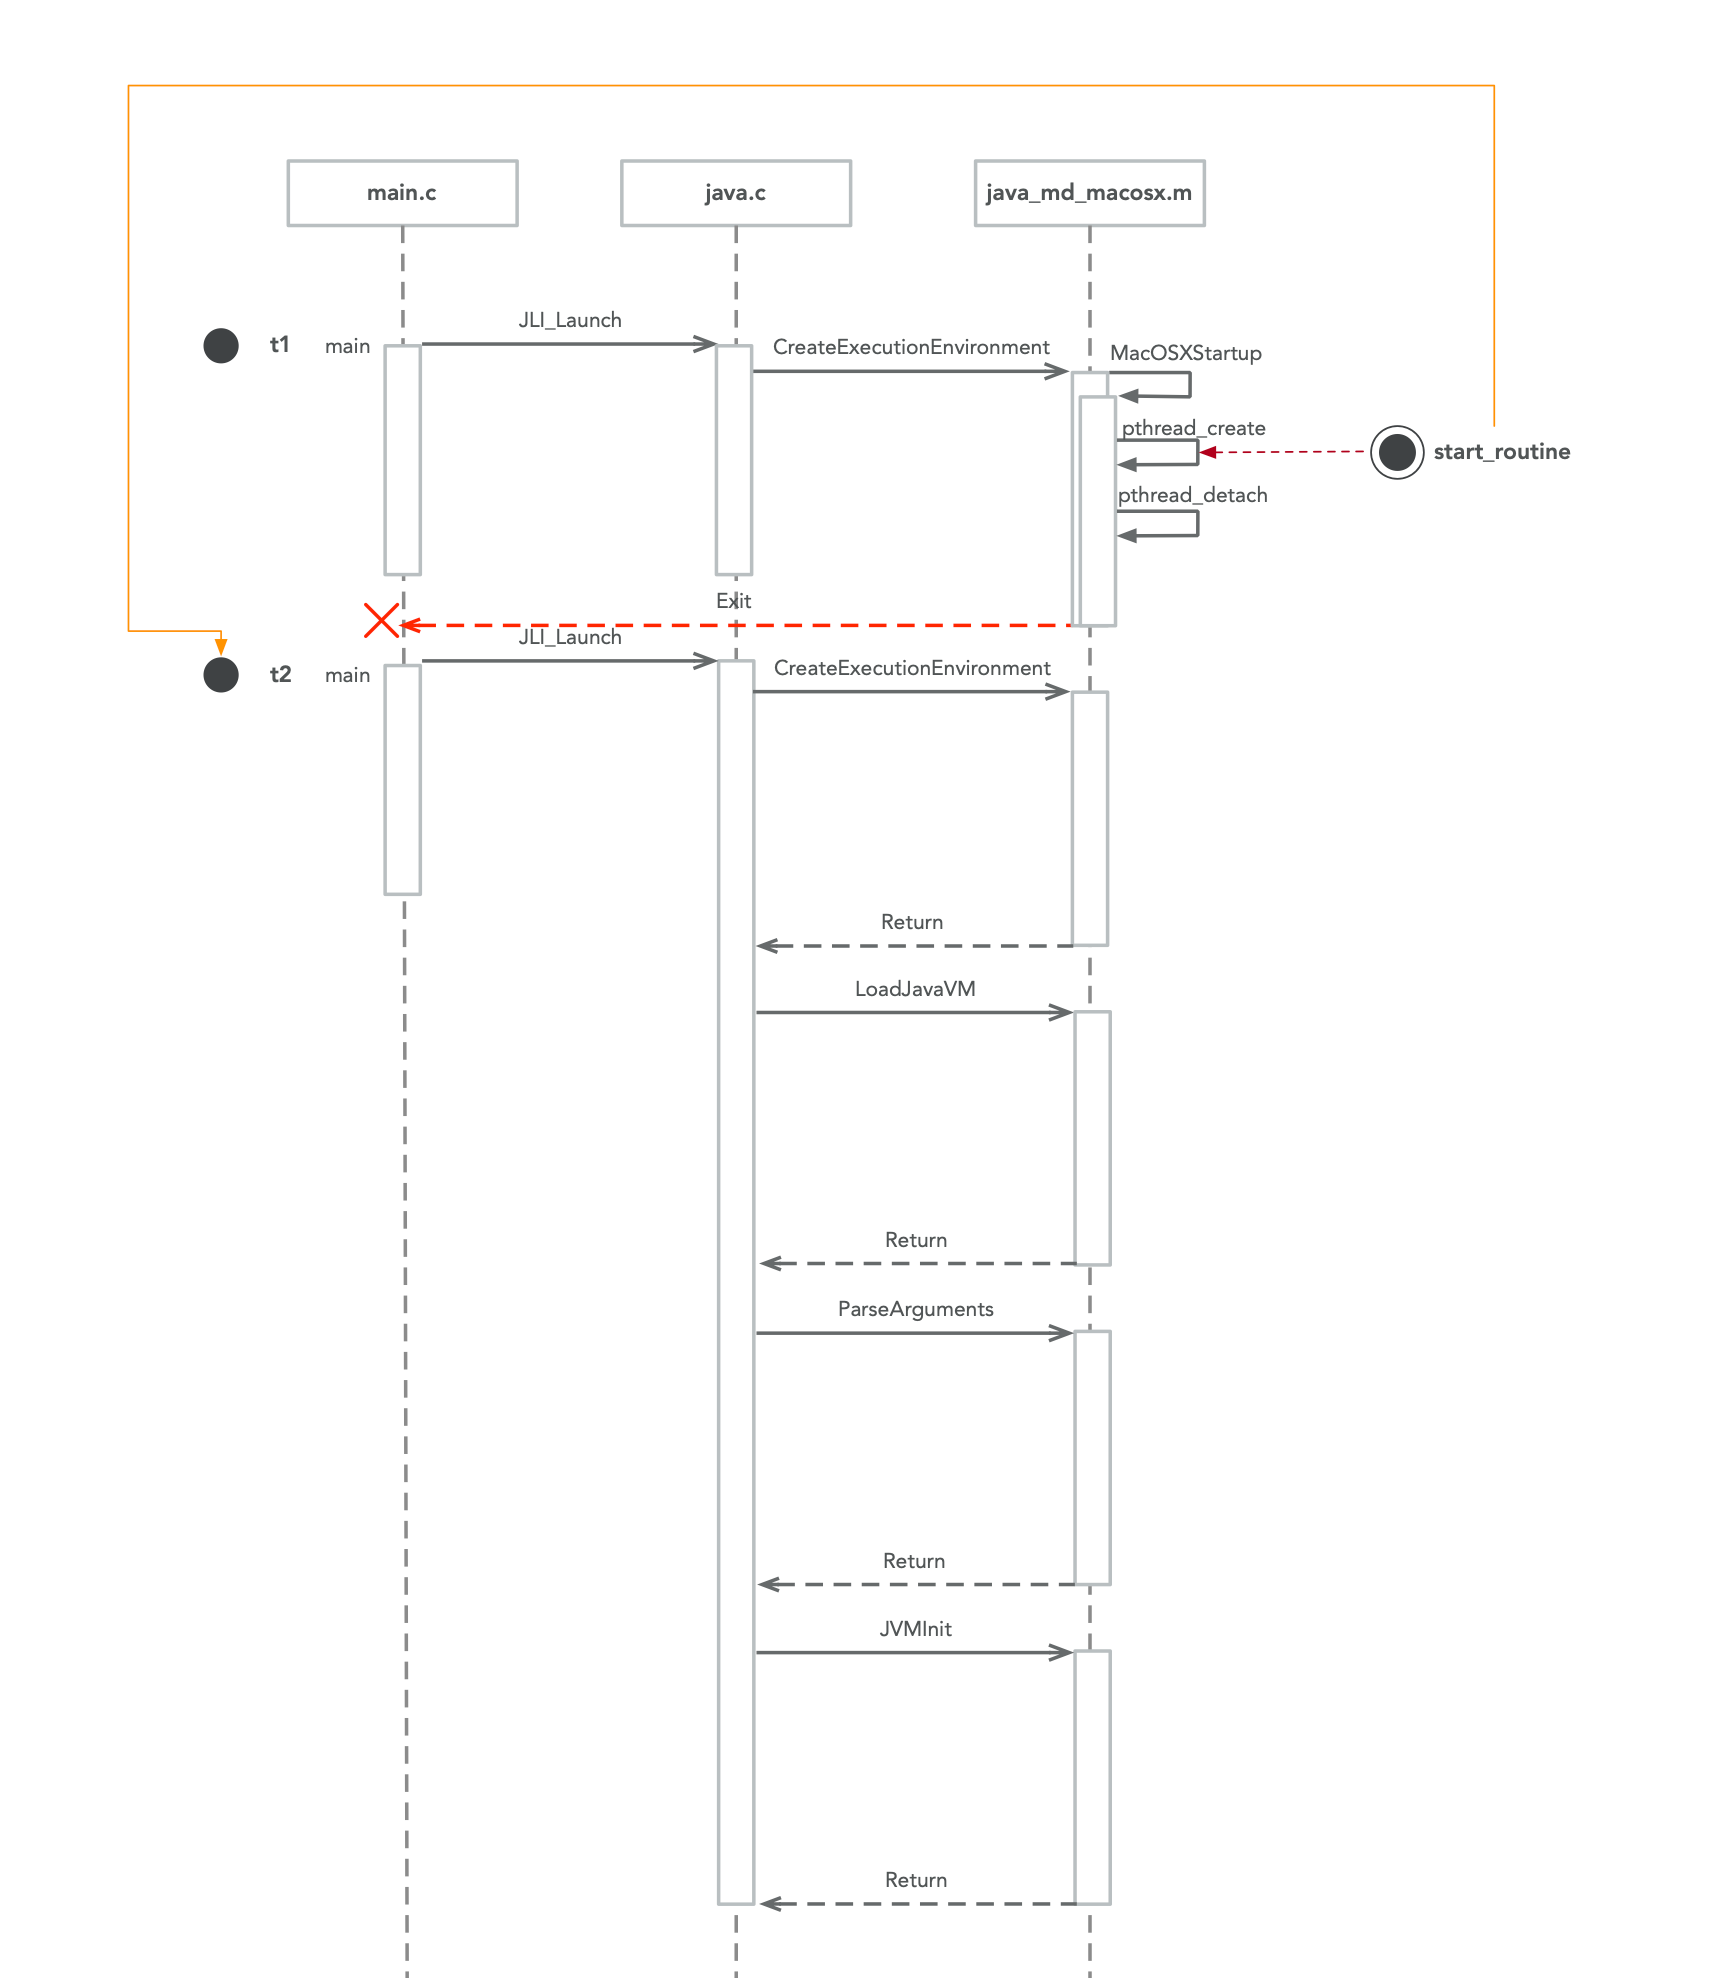 main.c
java.c
java_md_macosx.m
JLI_Launch
t1
main
CreateExecutionEnvironment
MacOSXStartup
pthread_create
start_routine
pthread_detach
Exit
JLI_Launch
t2
main
CreateExecutionEnvironment
Return
LoadJavaVM
Return
ParseArguments
Return
JVMInit
Return